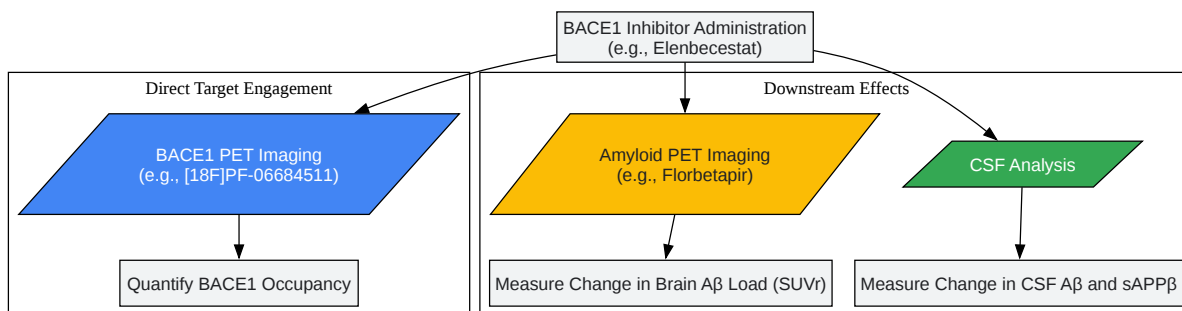 BACE1 Inhibitor Administration
(e.g., Elenbecestat)
Direct Target Engagement
Downstream Effects
BACE1 PET Imaging
(e.g., [18F]PF-06684511)
Amyloid PET Imaging
(e.g., Florbetapir)
CSF Analysis
Quantify BACE1 Occupancy
Measure Change in Brain Aβ Load (SUVr)
Measure Change in CSF Aβ and sAPPβ